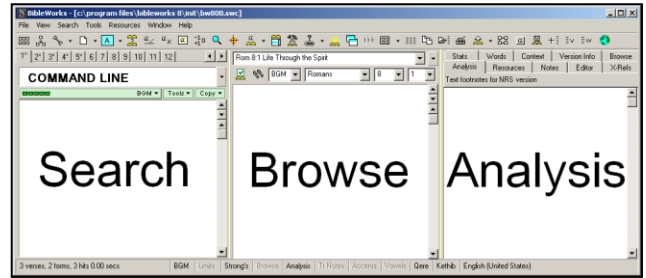 BibleWorks - [c:\program files\bibleworks 8\init\bw800.swc]
File View Search Tools Resources Window Help
1* 2* 3* 4* 5* 6 7 8 9 10 11 12
COMMAND LINE
BGM Tools Copy
Search
Rom 8:1 Life Through the Spirit
BGM Romans 8 1
Browse
Stats Words Context Version Info Browse
Analysis Resources Notes Editor X-Refs
Text footnotes for NRS version
Analysis
3 verses, 2 forms, 3 hits 0.00 secs BGM Limits Strong's Browse Analysis Ti Notes Accents Vowels Qere Kethib English (United States)